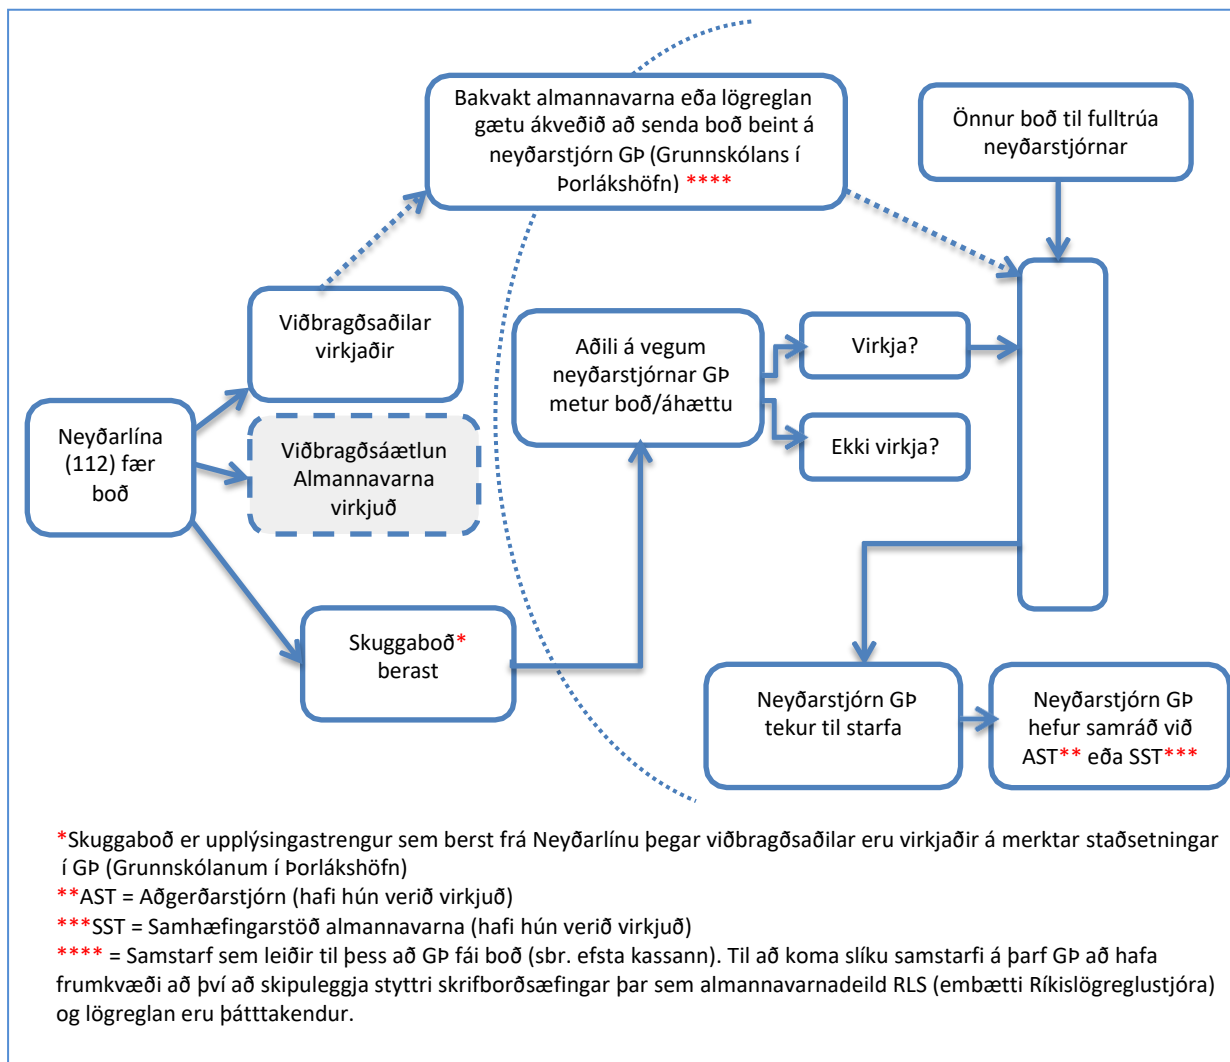 Bakvakt almannavarna eða lögreglan
gætu ákveðið að senda boð beint á
neyðarstjórn GÞ (Grunnskólans í
Þorlákshöfn) ****
Önnur boð til fulltrúa
neyðarstjórnar
Viðbragðsaðilar
virkjaðir
Aðili á vegum
neyðarstjórnar GÞ
metur boð/áhættu
Virkja?
Ekki virkja?
Neyðarlína
(112) fær
boð
Viðbragðsáætlun
Almannavarna
virkjuð
Skuggaboð*
berast
Neyðarstjórn GÞ
tekur til starfa
Neyðarstjórn GÞ
hefur samráð við
AST** eða SST***
*Skuggaboð er upplýsingastrengur sem berst frá Neyðarlínu þegar viðbragðsaðilar eru virkjaðir á merktar staðsetningar
í GÞ (Grunnskólanum í Þorlákshöfn)
**AST = Aðgerðarstjórn (hafi hún verið virkjuð)
***SST = Samhæfingarstöð almannavarna (hafi hún verið virkjuð)
**** = Samstarf sem leiðir til þess að GÞ fái boð (sbr. efsta kassann). Til að koma slíku samstarfi á þarf GÞ að hafa
frumkvæði að því að skipuleggja styttri skrifborðsæfingar þar sem almannavarnadeild RLS (embætti Ríkislögreglustjóra)
og lögreglan eru þátttakendur.